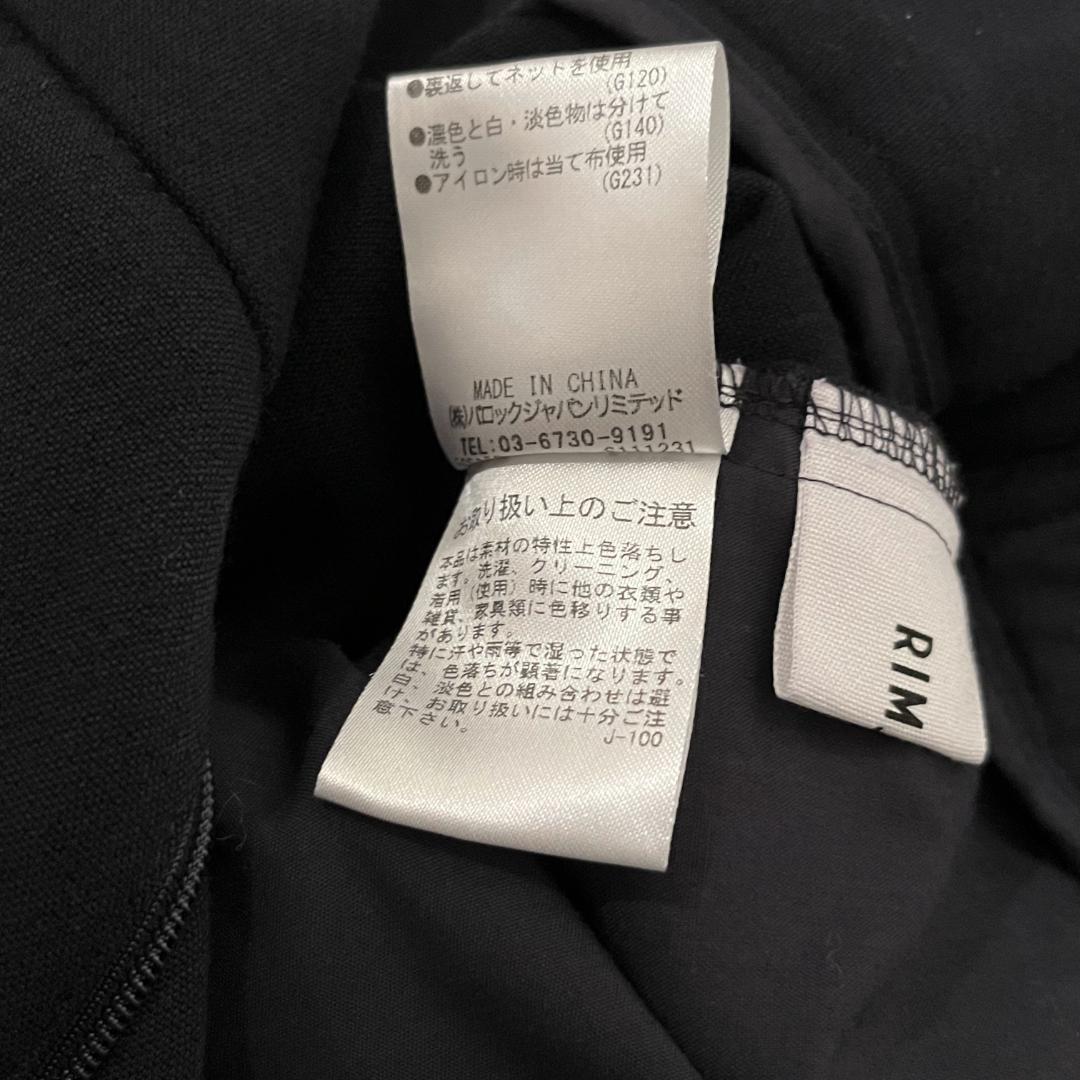 ●裏返してネットを使用
(G120)
●濃色と白・淡色物は分けて
洗う
(G140)
●アイロン時は当て布使用
(G231)
MADE IN CHINA
(株)バロックジャパンリミテッド
TEL:03-6730-9191
S111231
お取り扱い上のご注意
本品は素材の特性上色落ちし
ます。洗濯、クリーニング、
着用(使用)時に他の衣類や
雑貨、家具類に色移りする事
があります。
特に汗や雨等で湿った状態で
は、色落ちが顕著になります。
白、淡色との組み合わせは避
け、お取り扱いには十分ご注
意下さい。
J-100
RIM